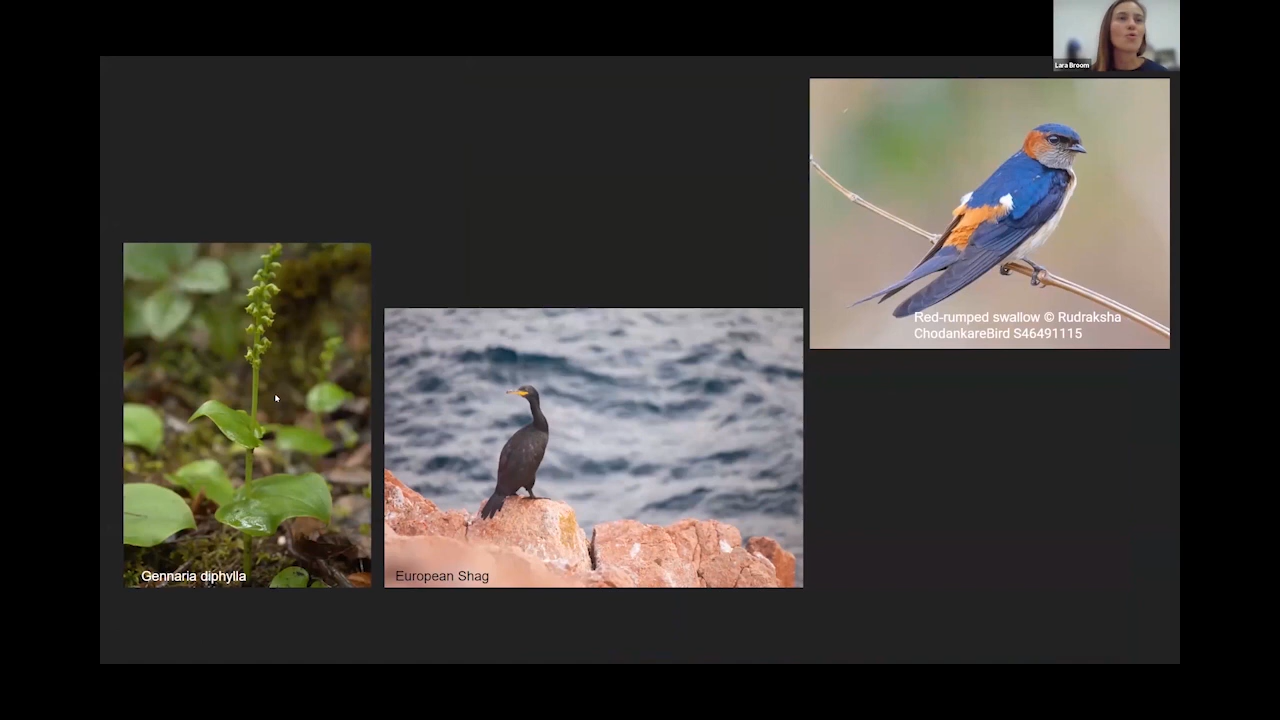 Lara Broom
Red-rumped swallow © Rudraksha
ChodankareBird S46491115
Gennaria diphylla
European Shag